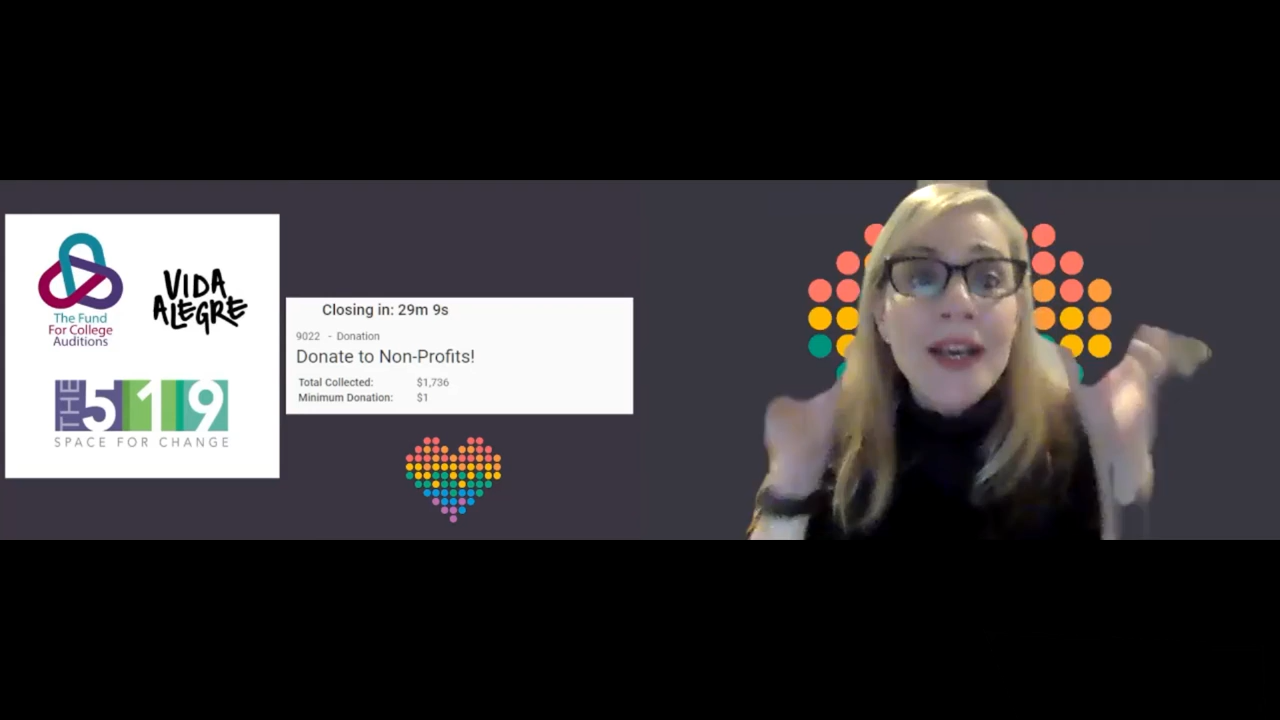 The Fund
For College
Auditions
VIDA
ALEGRE
THE 519
SPACE FOR CHANGE
Closing in: 29m 9s
9022 - Donation
Donate to Non-Profits!
Total Collected: $1,736
Minimum Donation: $1